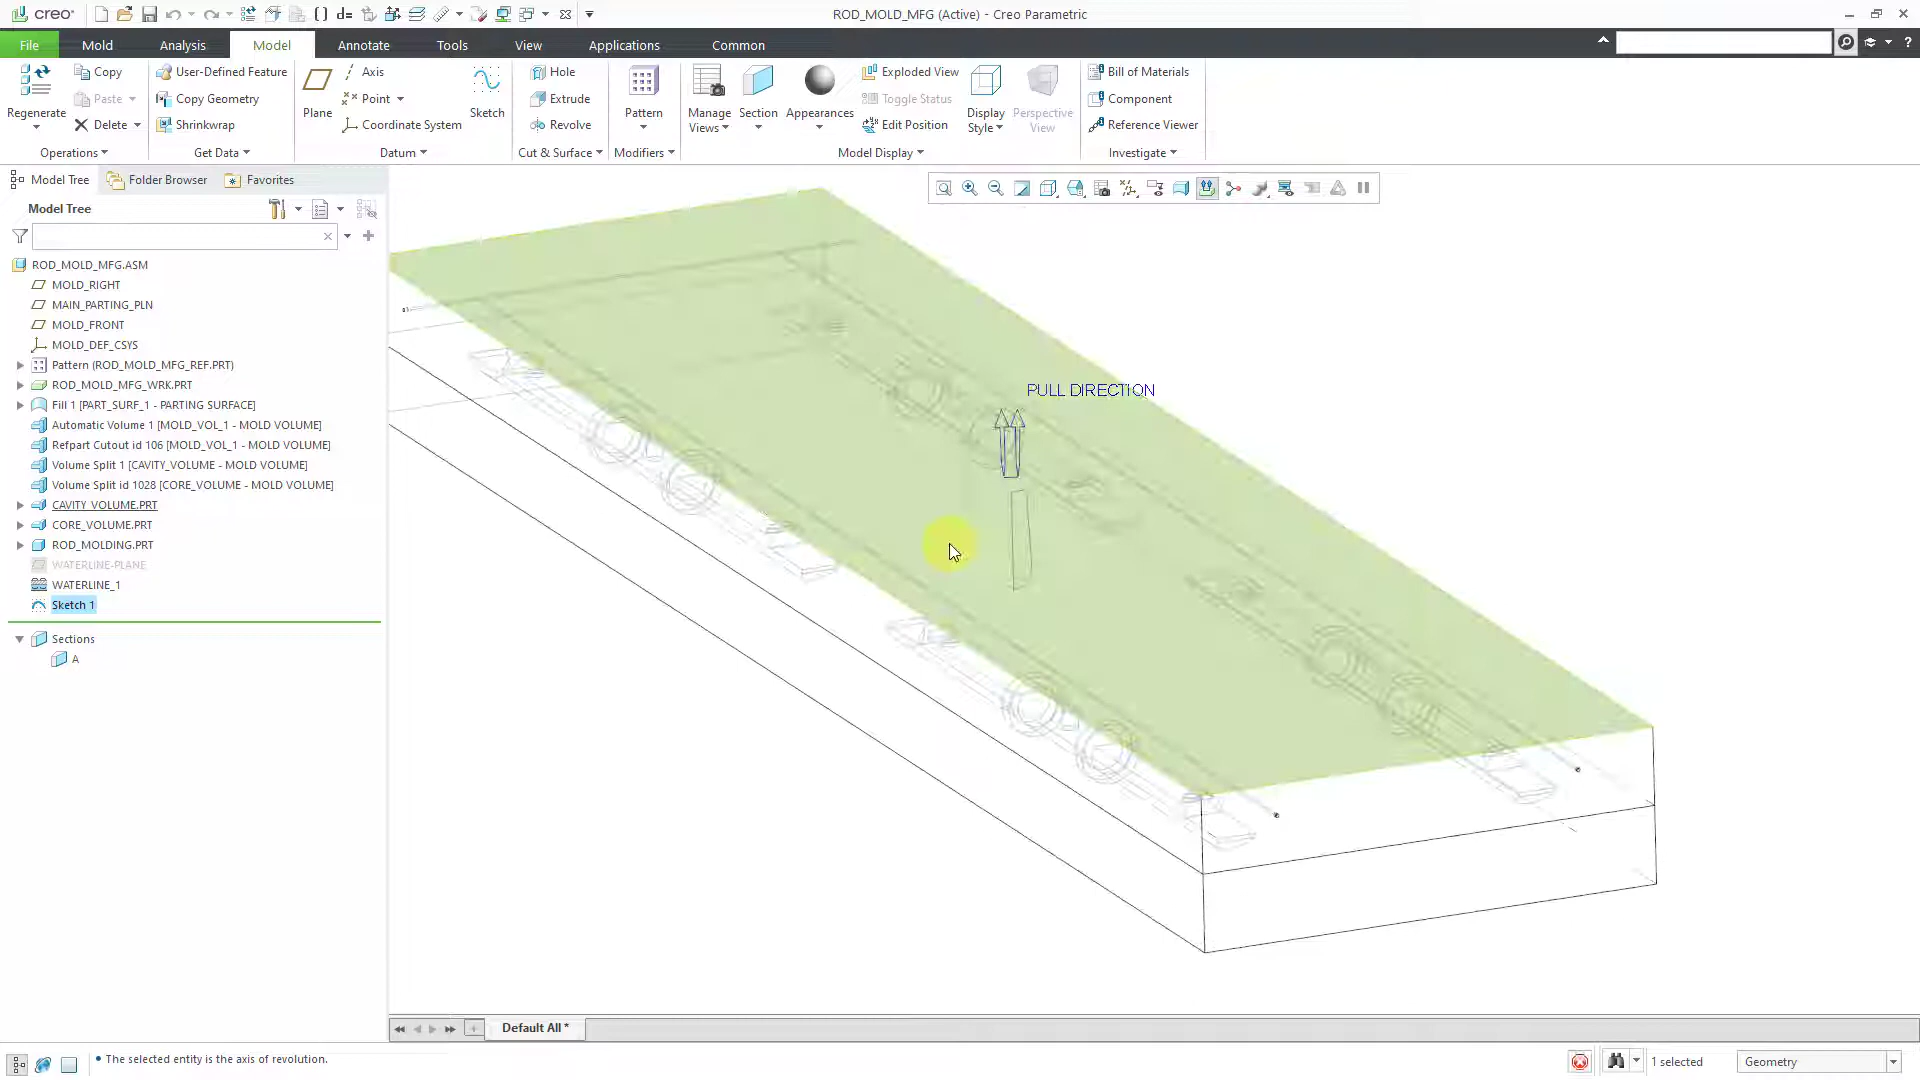 creo
ROD_MOLD_MFG (Active) - Creo Parametric
File
Mold
Analysis
Model
Annotate
Tools
View
Applications
Common
Regenerate
Copy
Paste
Delete
Operations
User-Defined Feature
Copy Geometry
Shrinkwrap
Get Data
Plane
Axis
Point
Coordinate System
Sketch
Datum
Hole
Extrude
Revolve
Cut & Surface
Pattern
Modifiers
Manage Views
Section
Appearances
Exploded View
Toggle Status
Edit Position
Display Style
Perspective View
Model Display
Bill of Materials
Component
Reference Viewer
Investigate
Model Tree
Folder Browser
Favorites
Model Tree
ROD_MOLD_MFG.ASM
MOLD_RIGHT
MAIN_PARTING_PLN
MOLD_FRONT
MOLD_DEF_CSYS
Pattern (ROD_MOLD_MFG_REF.PRT)
ROD_MOLD_MFG_WRK.PRT
Fill 1 [PART_SURF_1 - PARTING SURFACE]
Automatic Volume 1 [MOLD_VOL_1 - MOLD VOLUME]
Refpart Cutout id 106 [MOLD_VOL_1 - MOLD VOLUME]
Volume Split 1 [CAVITY_VOLUME - MOLD VOLUME]
Volume Split id 1028 [CORE_VOLUME - MOLD VOLUME]
CAVITY_VOLUME.PRT
CORE_VOLUME.PRT
ROD_MOLDING.PRT
WATERLINE-PLANE
WATERLINE_1
Sketch 1
Sections
A
PULL DIRECTION
Default All *
• The selected entity is the axis of revolution.
1 selected
Geometry